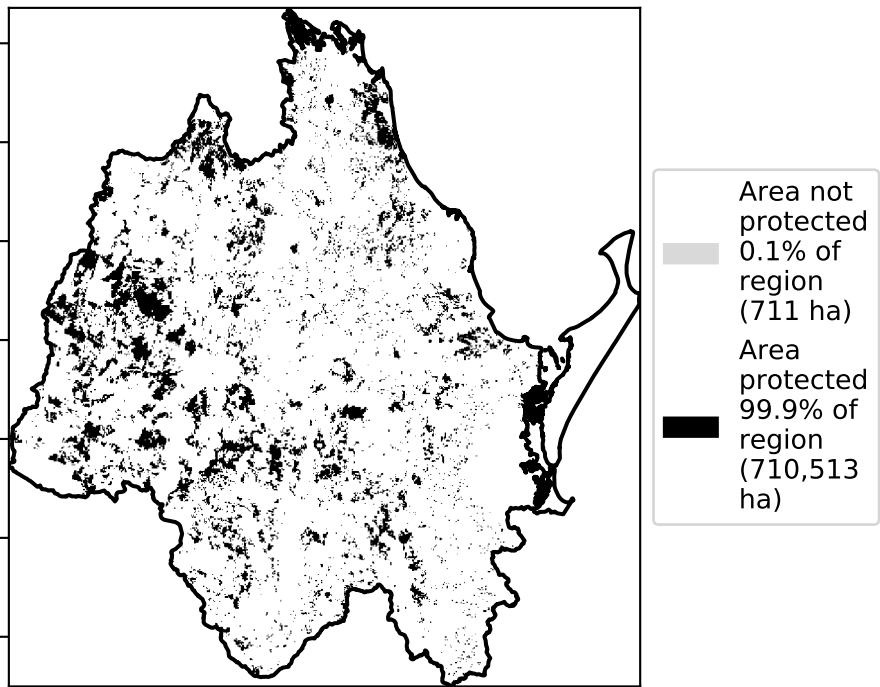 Area not
protected
0.1% of
region
(711 ha)
Area
protected
99.9% of
region
(710,513
ha)